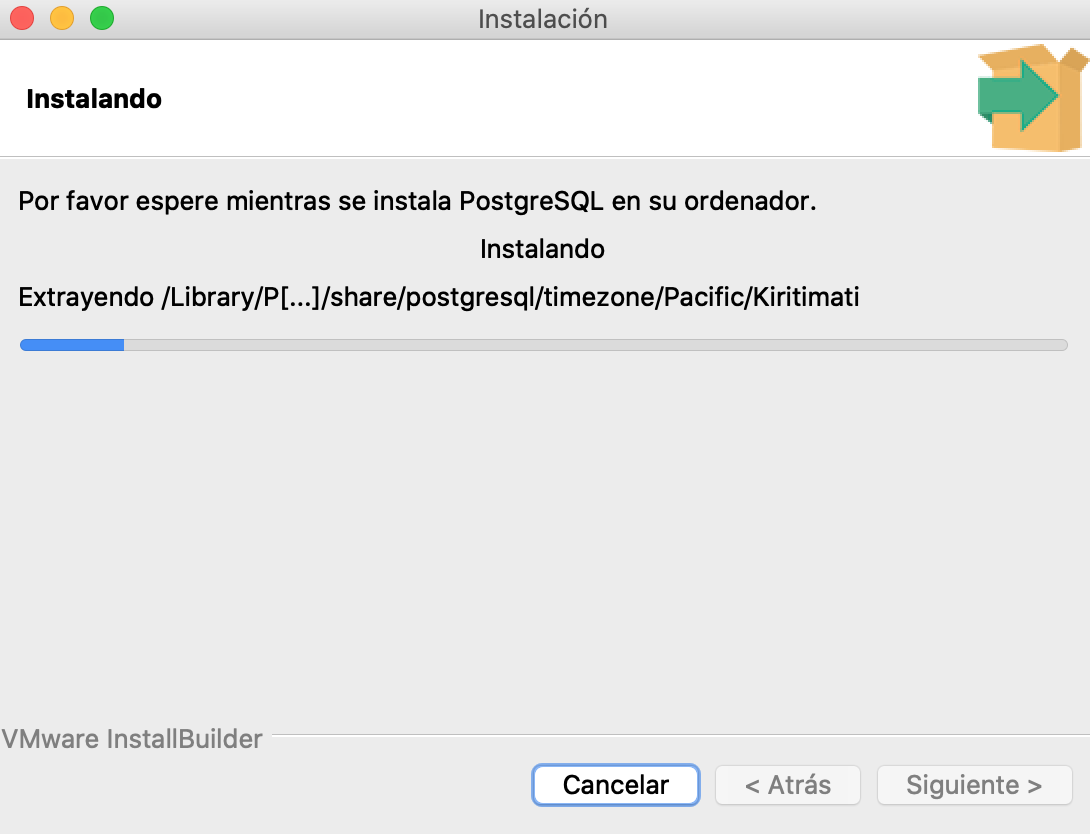 Instalación
Instalando
Por favor espere mientras se instala PostgreSQL en su ordenador.
Instalando
Extrayendo /Library/P[...]/share/postgresql/timezone/Pacific/Kiritimati
VMware InstallBuilder
Cancelar
< Atrás
Siguiente >